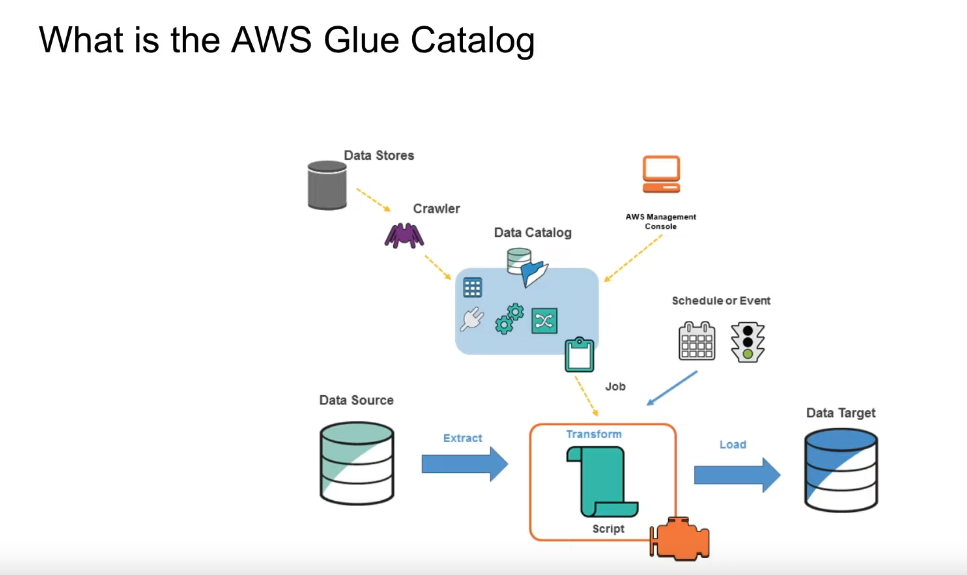 What is the AWS Glue Catalog
Data Stores
Crawler
Data Catalog
AWS Management
Console
Schedule or Event
Job
Data Source
Extract
Transform
Script
Load
Data Target